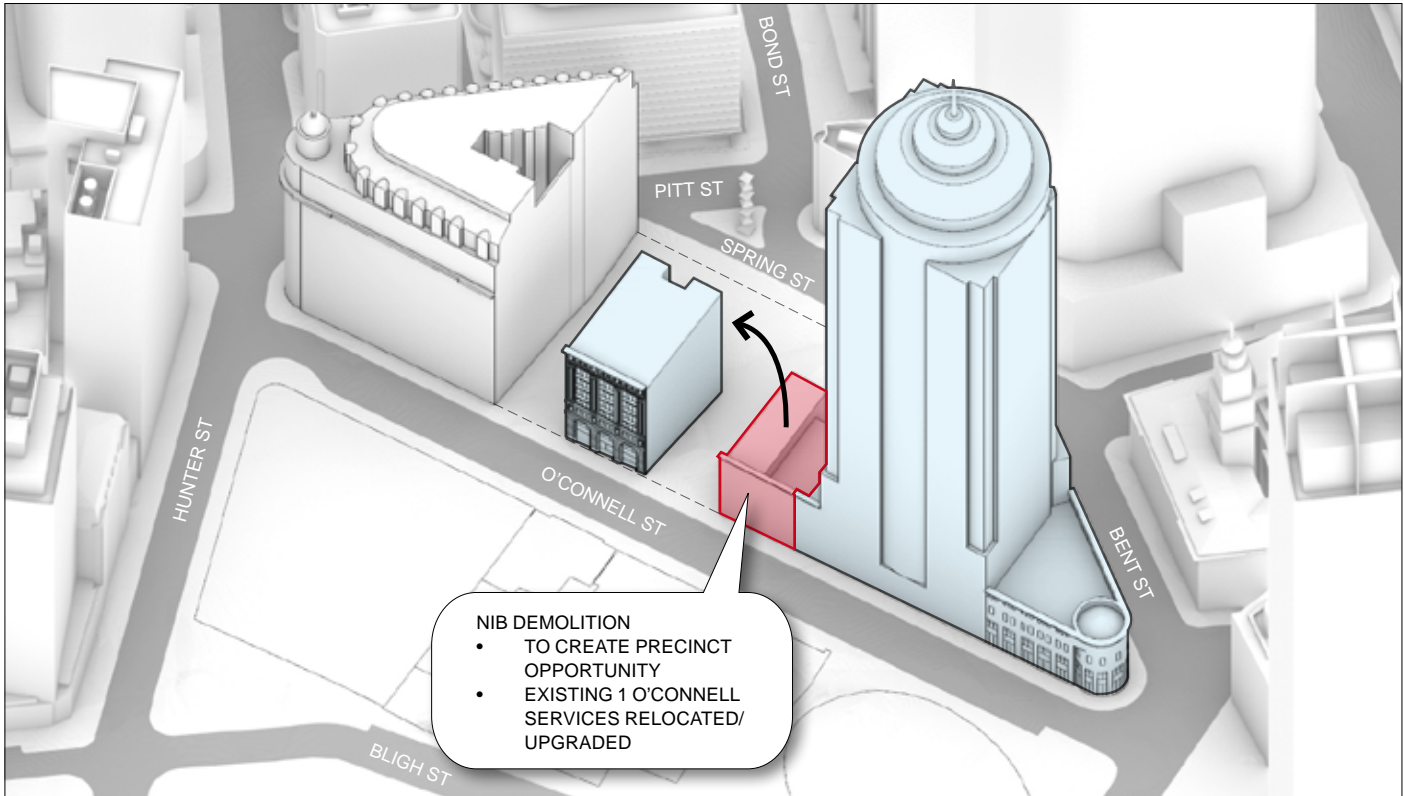 BOND ST
PITT ST
SPRING ST
HUNTER ST
O'CONNELL ST
BENT ST
NIB DEMOLITION
• TO CREATE PRECINCT
OPPORTUNITY
• EXISTING 1 O'CONNELL
SERVICES RELOCATED/
UPGRADED
BLIGH ST